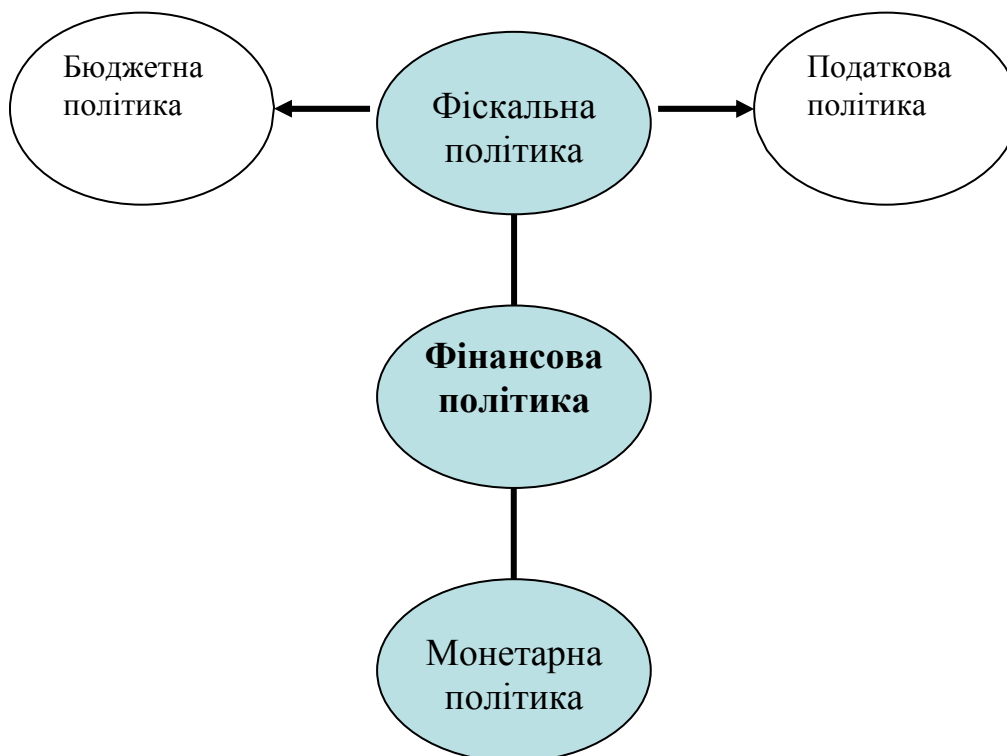 Бюджетна
політика
Фіскальна
політика
Податкова
політика
Фінансова
політика
Монетарна
політика